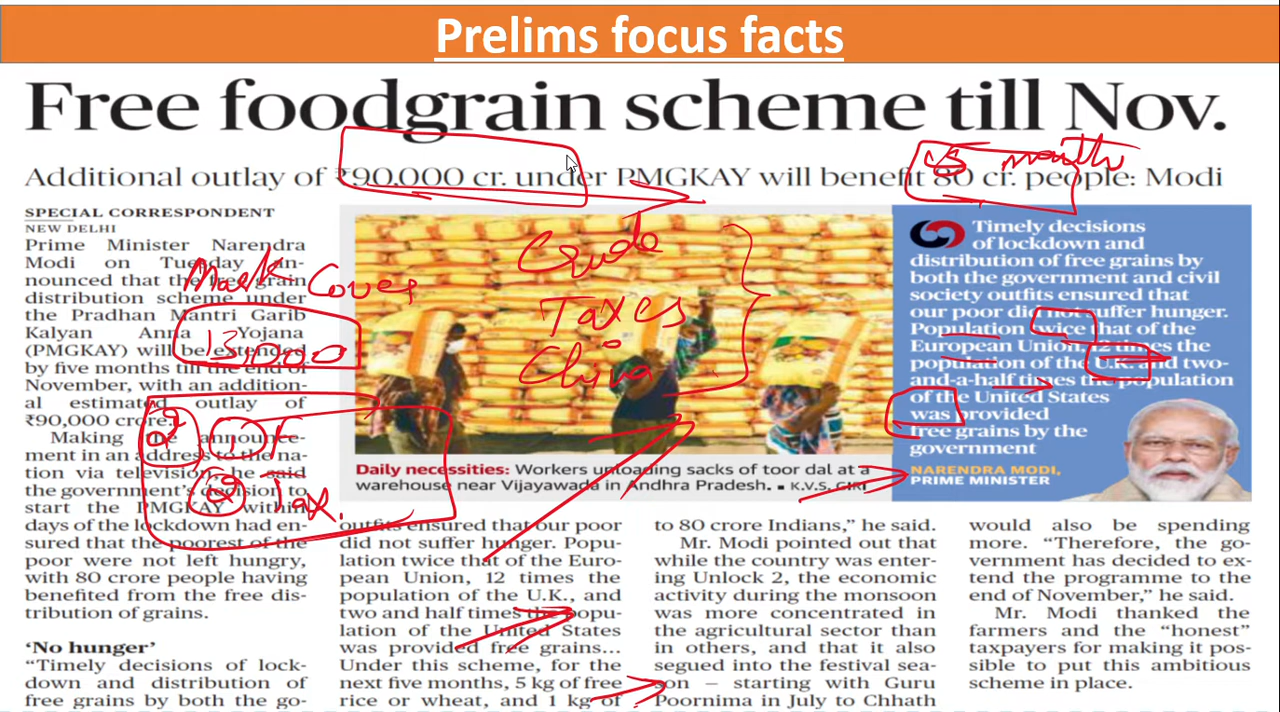 Prelims focus facts
Free foodgrain scheme till Nov.
Additional outlay of ₹90,000 cr. under PMGKAY will benefit 80 cr. people: Modi
SPECIAL CORRESPONDENT
NEW DELHI
Prime Minister Narendra
Modi on Tuesday an-
nounced that the free grain
distribution scheme under
the Pradhan Mantri Garib
Kalyan Anna Yojana
(PMGKAY) will be extended
by five months till the end of
November, with an addition-
al estimated outlay of
₹90,000 crore.
Making the announce-
ment in an address to the na-
tion via television, he said
the government's decision to
start the PMGKAY within
days of the lockdown had en-
sured that the poorest of the
poor were not left hungry,
with 80 crore people having
benefited from the free dis-
tribution of grains.
'No hunger'
"Timely decisions of lock-
down and distribution of
free grains by both the go-
Mask Cover
13000
Tax.
Crude
Taxes
China
Daily necessities: Workers unloading sacks of toor dal at a
warehouse near Vijayawada in Andhra Pradesh. ■ K.V.S. GIRI
outfits ensured that our poor
did not suffer hunger. Popu-
lation twice that of the Euro-
pean Union, 12 times the
population of the U.K., and
two and half times the popu-
lation of the United States
was provided free grains...
Under this scheme, for the
next five months, 5 kg of free
rice or wheat, and 1 kg of
months
Timely decisions
of lockdown and
distribution of free grains by
both the government and civil
society outfits ensured that
our poor didn't suffer hunger.
Population twice that of the
European Union, 12 times the
population of the U.K. and two-
and-a-half times the population
of the United States
was provided
free grains by the
government
NARENDRA MODI,
PRIME MINISTER
to 80 crore Indians," he said.
Mr. Modi pointed out that
while the country was enter-
ing Unlock 2, the economic
activity during the monsoon
was more concentrated in
the agricultural sector than
in others, and that it also
segued into the festival sea-
son — starting with Guru
Poornima in July to Chhath
would also be spending
more. "Therefore, the go-
vernment has decided to ex-
tend the programme to the
end of November," he said.
Mr. Modi thanked the
farmers and the "honest"
taxpayers for making it pos-
sible to put this ambitious
scheme in place.